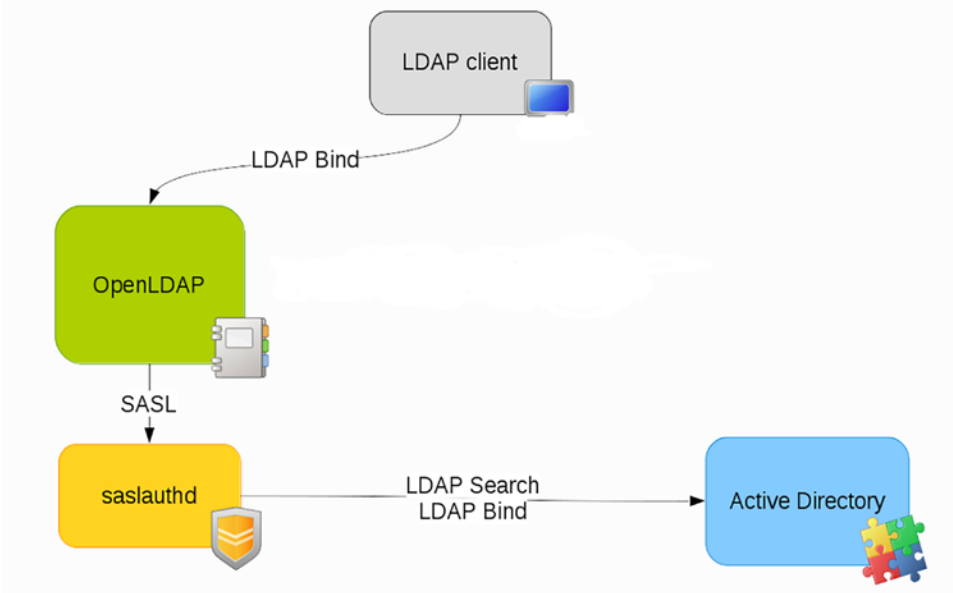 LDAP client
LDAP Bind
OpenLDAP
SASL
saslauthd
LDAP Search
LDAP Bind
Active Directory